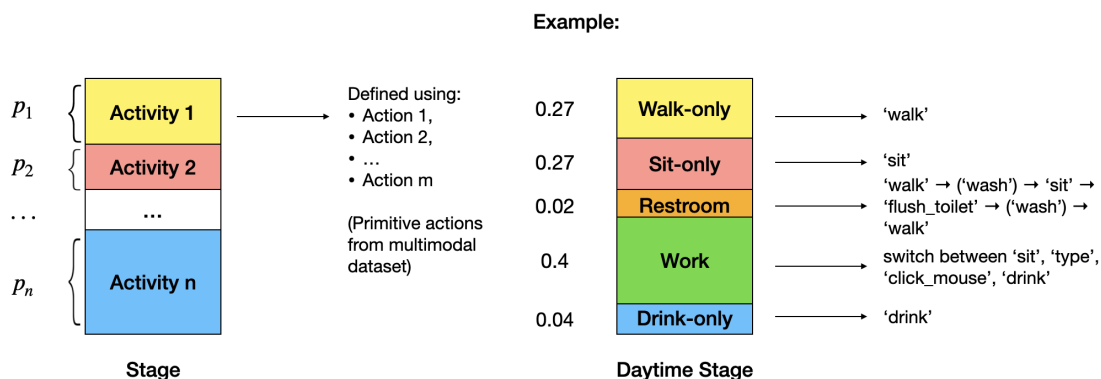 Example:
p₁
Activity 1
p₂
Activity 2
...
...
pₙ
Activity n
Stage
Defined using:
• Action 1,
• Action 2,
• ...
• Action m
(Primitive actions
from multimodal
dataset)
0.27
Walk-only
‘walk’
0.27
Sit-only
‘sit’
0.02
Restroom
‘walk’ → (‘wash’) → ‘sit’ →
‘flush_toilet’ → (‘wash’) →
‘walk’
0.4
Work
switch between ‘sit’, ‘type’,
‘click_mouse’, ‘drink’
0.04
Drink-only
‘drink’
Daytime Stage